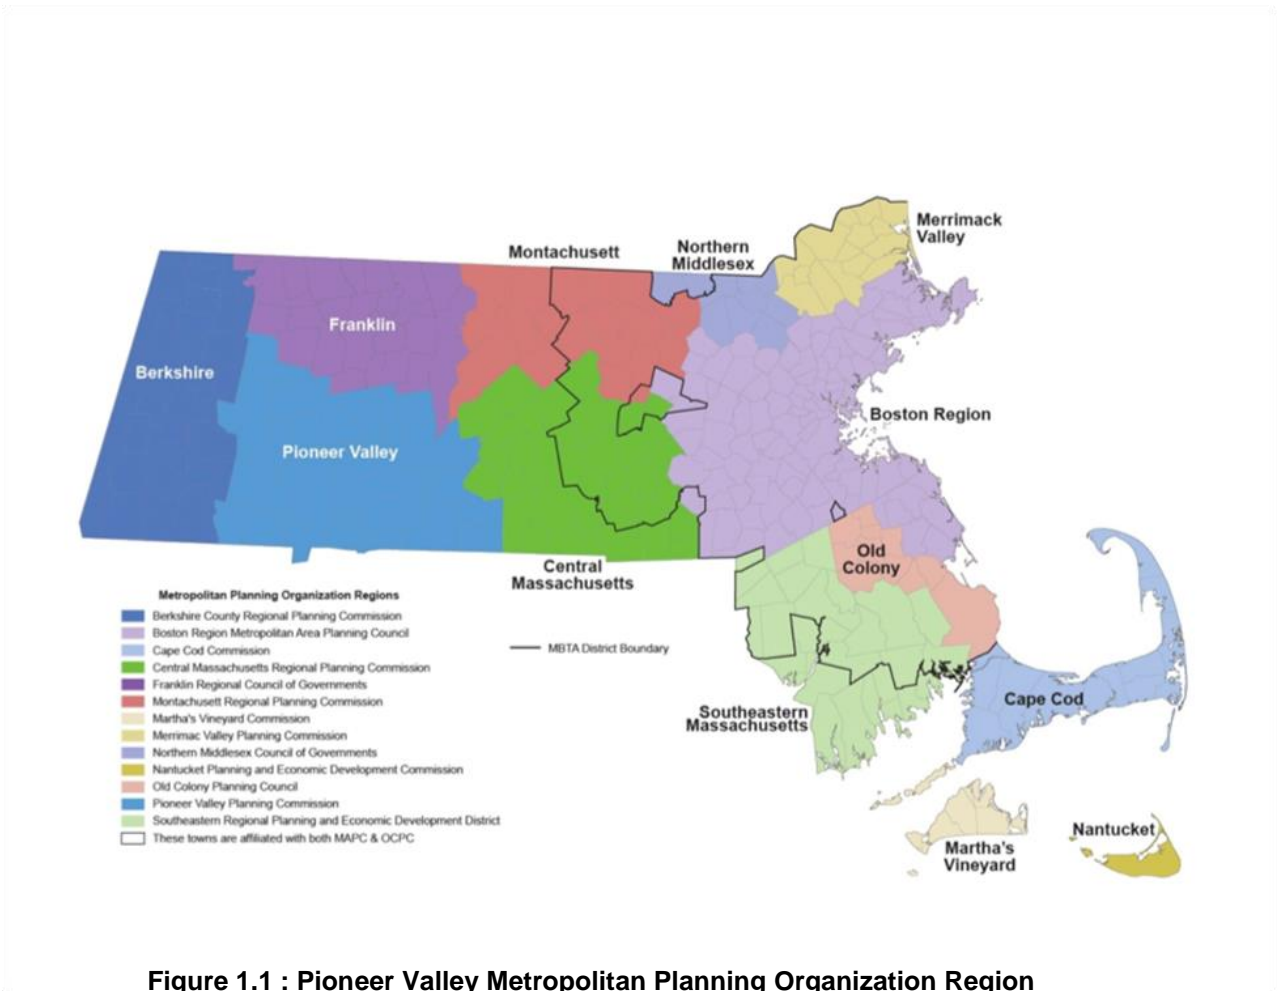 Merrimack
Valley
Montachusett
Northern
Middlesex
Franklin
Berkshire
Boston Region
Pioneer Valley
Old
Colony
Central
Massachusetts
Metropolitan Planning Organization Regions
Berkshire County Regional Planning Commission
Boston Region Metropolitan Area Planning Council
Cape Cod Commission
Central Massachusetts Regional Planning Commission
Franklin Regional Council of Governments
Montachusett Regional Planning Commission
Martha's Vineyard Commission
Merrimac Valley Planning Commission
Northern Middlesex Council of Governments
Nantucket Planning and Economic Development Commission
Old Colony Planning Council
Pioneer Valley Planning Commission
Southeastern Regional Planning and Economic Development District
These towns are affiliated with both MAPC & OCPC
MBTA District Boundary
Southeastern
Massachusetts
Cape Cod
Martha's
Vineyard
Nantucket
Figure 1.1 : Pioneer Valley Metropolitan Planning Organization Region